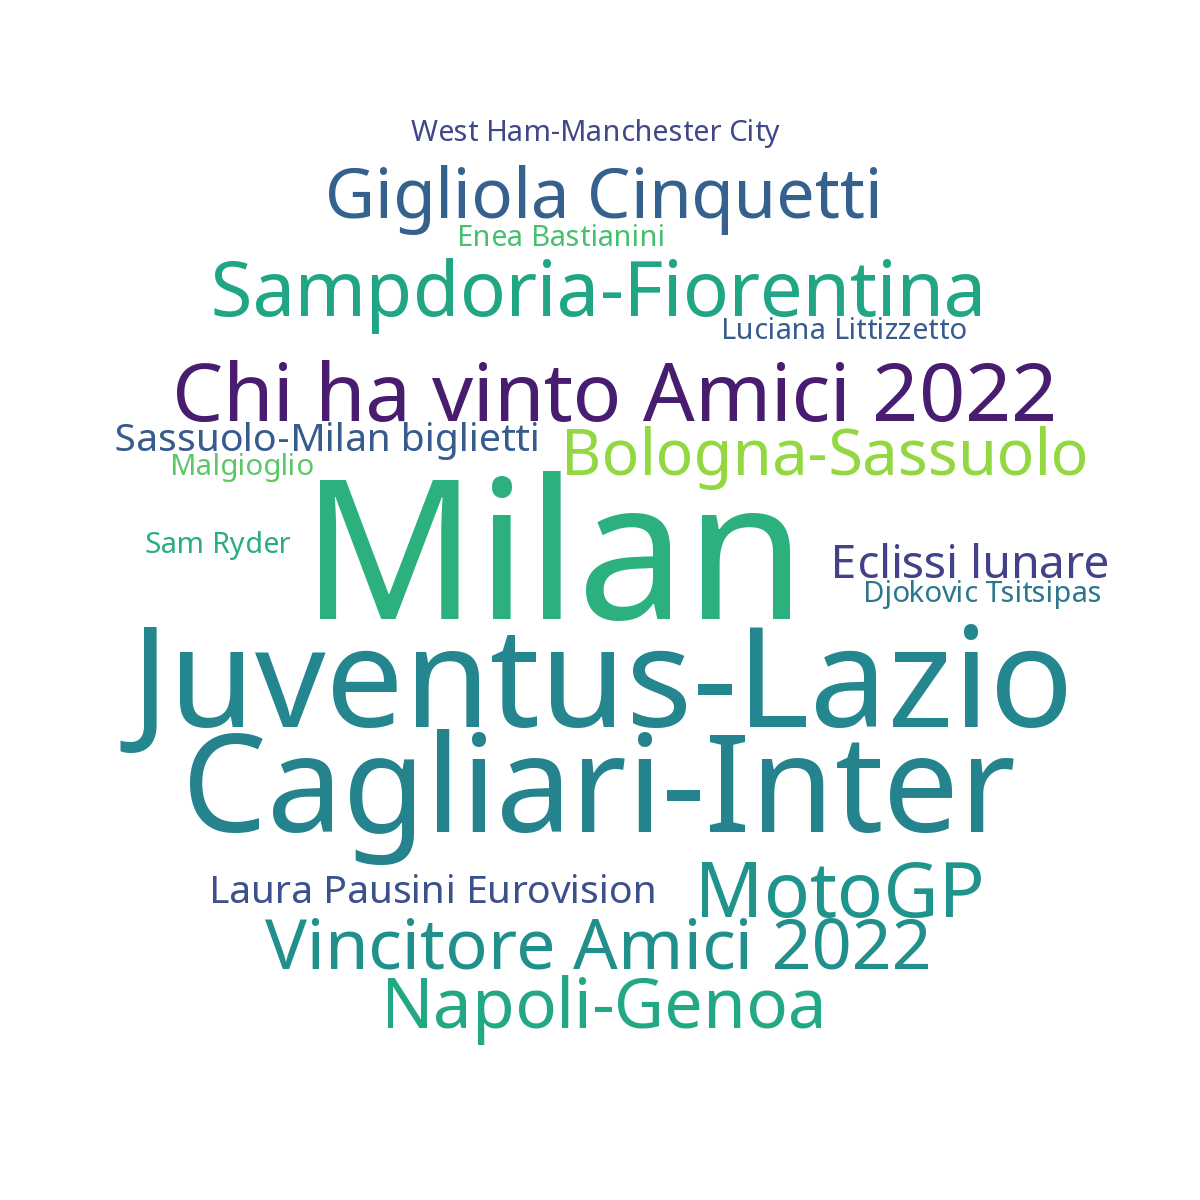 West Ham-Manchester City
Gigliola Cinquetti
Enea Bastianini
Sampdoria-Fiorentina
Luciana Littizzetto
Chi ha vinto Amici 2022
Sassuolo-Milan biglietti
Bologna-Sassuolo
Malgioglio
Milan
Sam Ryder
Eclissi lunare
Djokovic Tsitsipas
Juventus-Lazio
Cagliari-Inter
Laura Pausini Eurovision
MotoGP
Vincitore Amici 2022
Napoli-Genoa